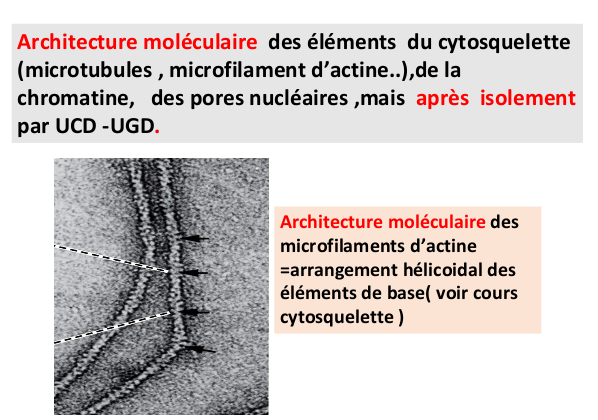 Architecture moléculaire des éléments du cytosquelette
(microtubules , microfilament d’actine..),de la
chromatine, des pores nucléaires ,mais après isolement
par UCD -UGD.
Architecture moléculaire des
microfilaments d’actine
=arrangement hélicoidal des
éléments de base( voir cours
cytosquelette )